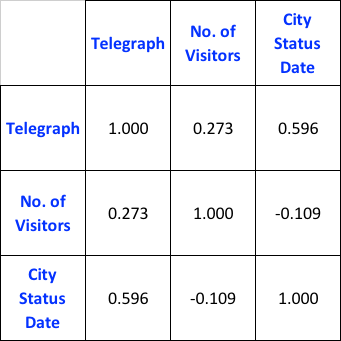 Telegraph
No. of
Visitors
City
Status
Date
Telegraph 1.000 0.273 0.596
No. of
Visitors
0.273 1.000 -0.109
City
Status
Date
0.596 -0.109 1.000